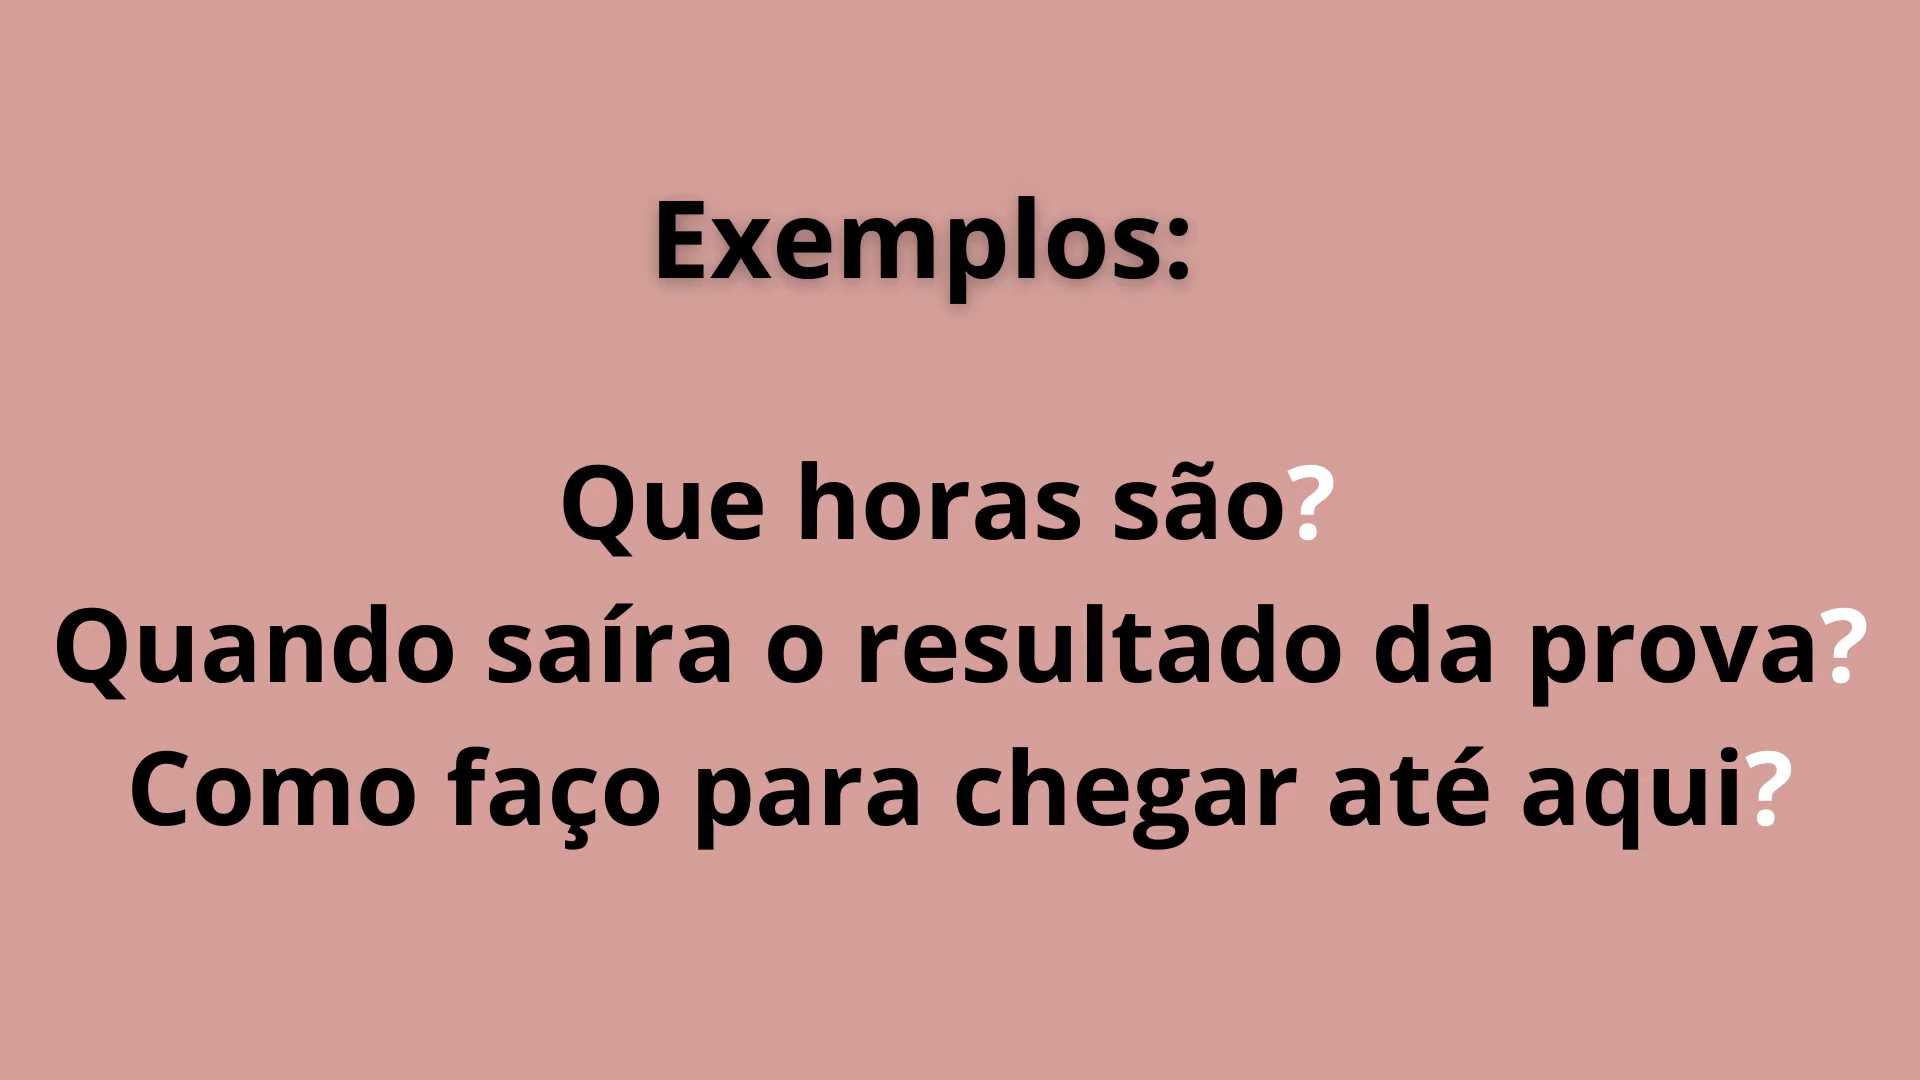 Exemplos:
Que horas são?
Quando saíra o resultado da prova?
Como faço para chegar até aqui?